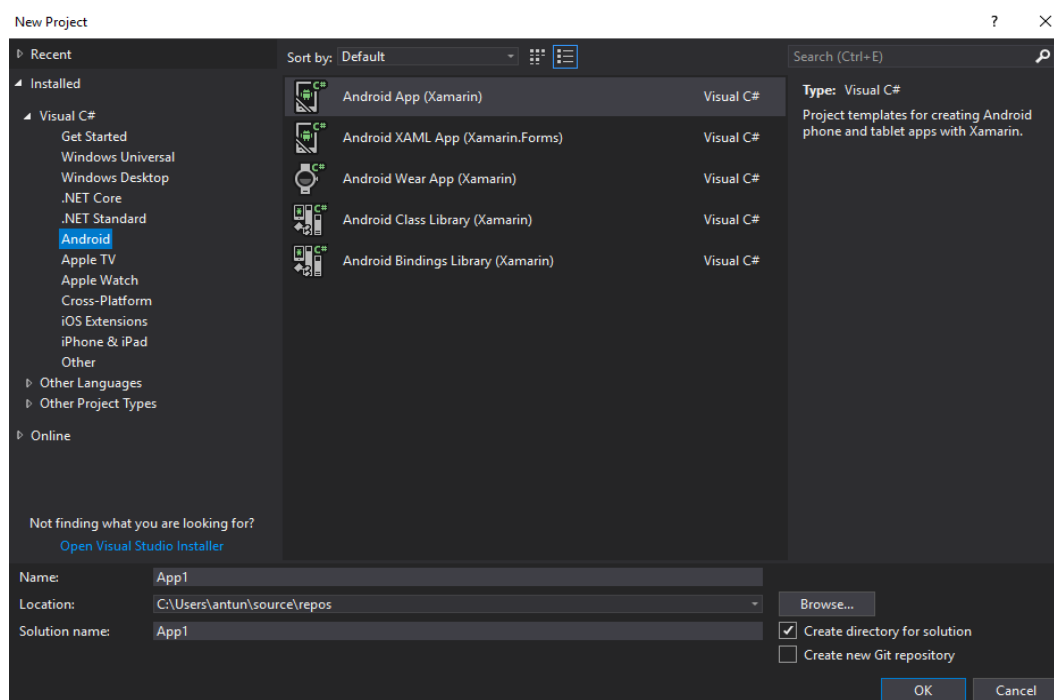 New Project
?
Recent
Installed
Visual C#
Get Started
Windows Universal
Windows Desktop
.NET Core
.NET Standard
Android
Apple TV
Apple Watch
Cross-Platform
iOS Extensions
iPhone & iPad
Other
Other Languages
Other Project Types
Online
Not finding what you are looking for?
Open Visual Studio Installer
Sort by: Default
Android App (Xamarin) Visual C#
Android XAML App (Xamarin.Forms) Visual C#
Android Wear App (Xamarin) Visual C#
Android Class Library (Xamarin) Visual C#
Android Bindings Library (Xamarin) Visual C#
Search (Ctrl+E)
Type: Visual C#
Project templates for creating Android
phone and tablet apps with Xamarin.
Name: App1
Location: C:\Users\antun\source\repos
Browse...
Solution name: App1
Create directory for solution
Create new Git repository
OK
Cancel